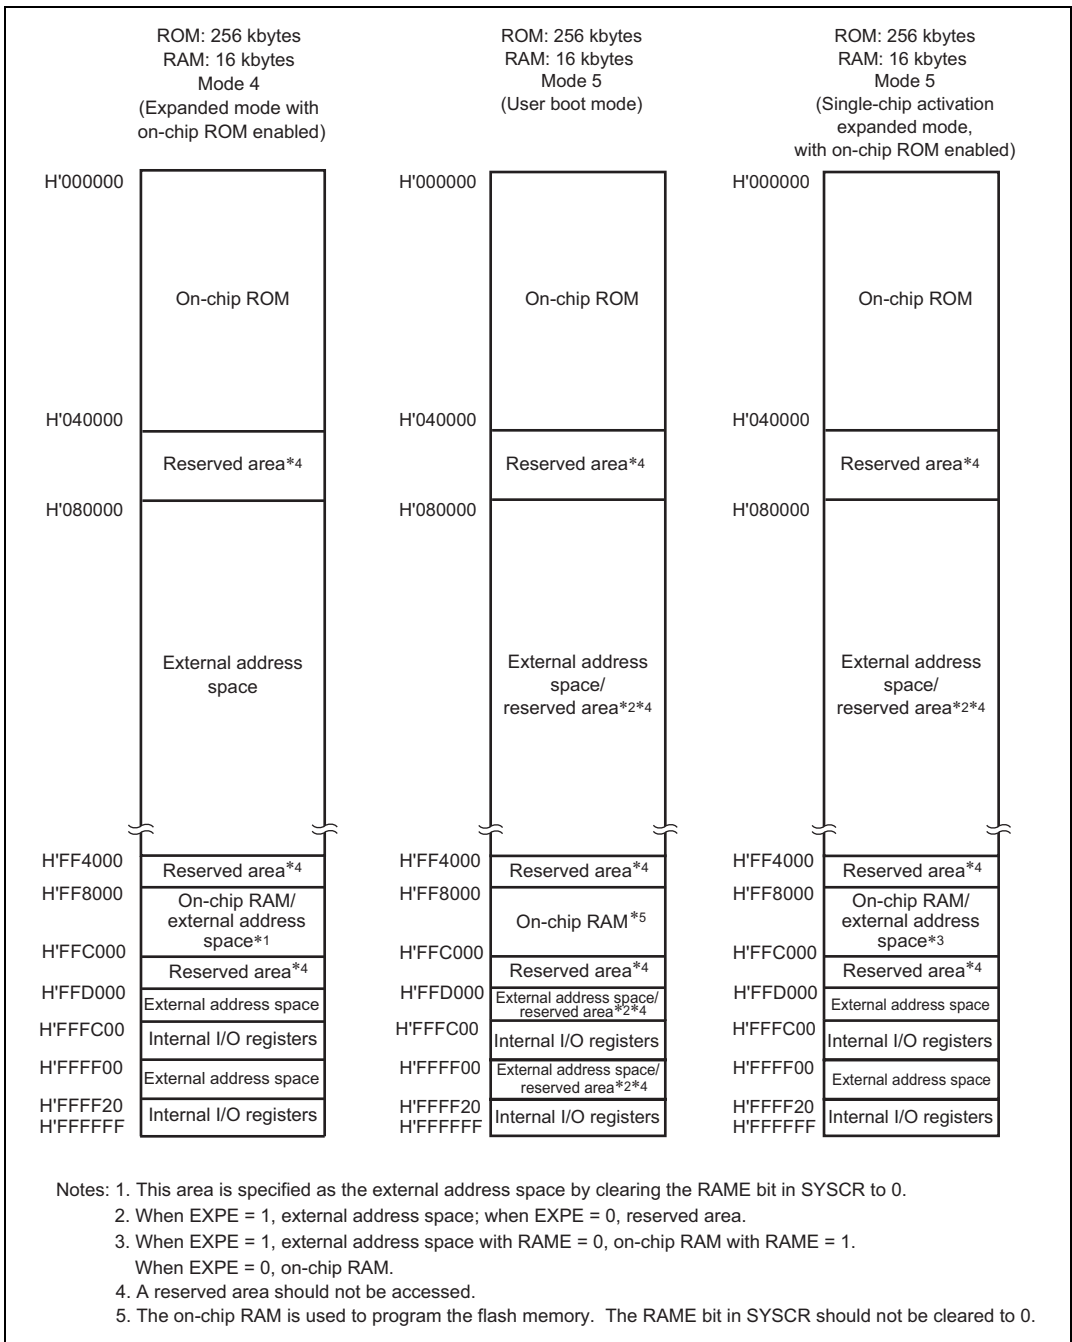 ROM: 256 kbytes
RAM: 16 kbytes
Mode 4
(Expanded mode with
on-chip ROM enabled)
H'000000
On-chip ROM
H'040000
Reserved area*4
H'080000
External address
space
H'FF4000
Reserved area*4
H'FF8000
On-chip RAM/
external address
space*1
H'FFC000
Reserved area*4
H'FFD000
External address space
H'FFFC00
Internal I/O registers
H'FFFF00
External address space
H'FFFF20
Internal I/O registers
H'FFFFFF
ROM: 256 kbytes
RAM: 16 kbytes
Mode 5
(User boot mode)
H'000000
On-chip ROM
H'040000
Reserved area*4
H'080000
External address
space/
reserved area*2*4
H'FF4000
Reserved area*4
H'FF8000
On-chip RAM*5
H'FFC000
Reserved area*4
H'FFD000
External address space/
reserved area*2*4
H'FFFC00
Internal I/O registers
H'FFFF00
External address space/
reserved area*2*4
H'FFFF20
Internal I/O registers
H'FFFFFF
ROM: 256 kbytes
RAM: 16 kbytes
Mode 5
(Single-chip activation
expanded mode,
with on-chip ROM enabled)
H'000000
On-chip ROM
H'040000
Reserved area*4
H'080000
External address
space/
reserved area*2*4
H'FF4000
Reserved area*4
H'FF8000
On-chip RAM/
external address
space*3
H'FFC000
Reserved area*4
H'FFD000
External address space
H'FFFC00
Internal I/O registers
H'FFFF00
External address space
H'FFFF20
Internal I/O registers
H'FFFFFF
Notes: 1. This area is specified as the external address space by clearing the RAME bit in SYSCR to 0.
2. When EXPE = 1, external address space; when EXPE = 0, reserved area.
3. When EXPE = 1, external address space with RAME = 0, on-chip RAM with RAME = 1.
When EXPE = 0, on-chip RAM.
4. A reserved area should not be accessed.
5. The on-chip RAM is used to program the flash memory. The RAME bit in SYSCR should not be cleared to 0.